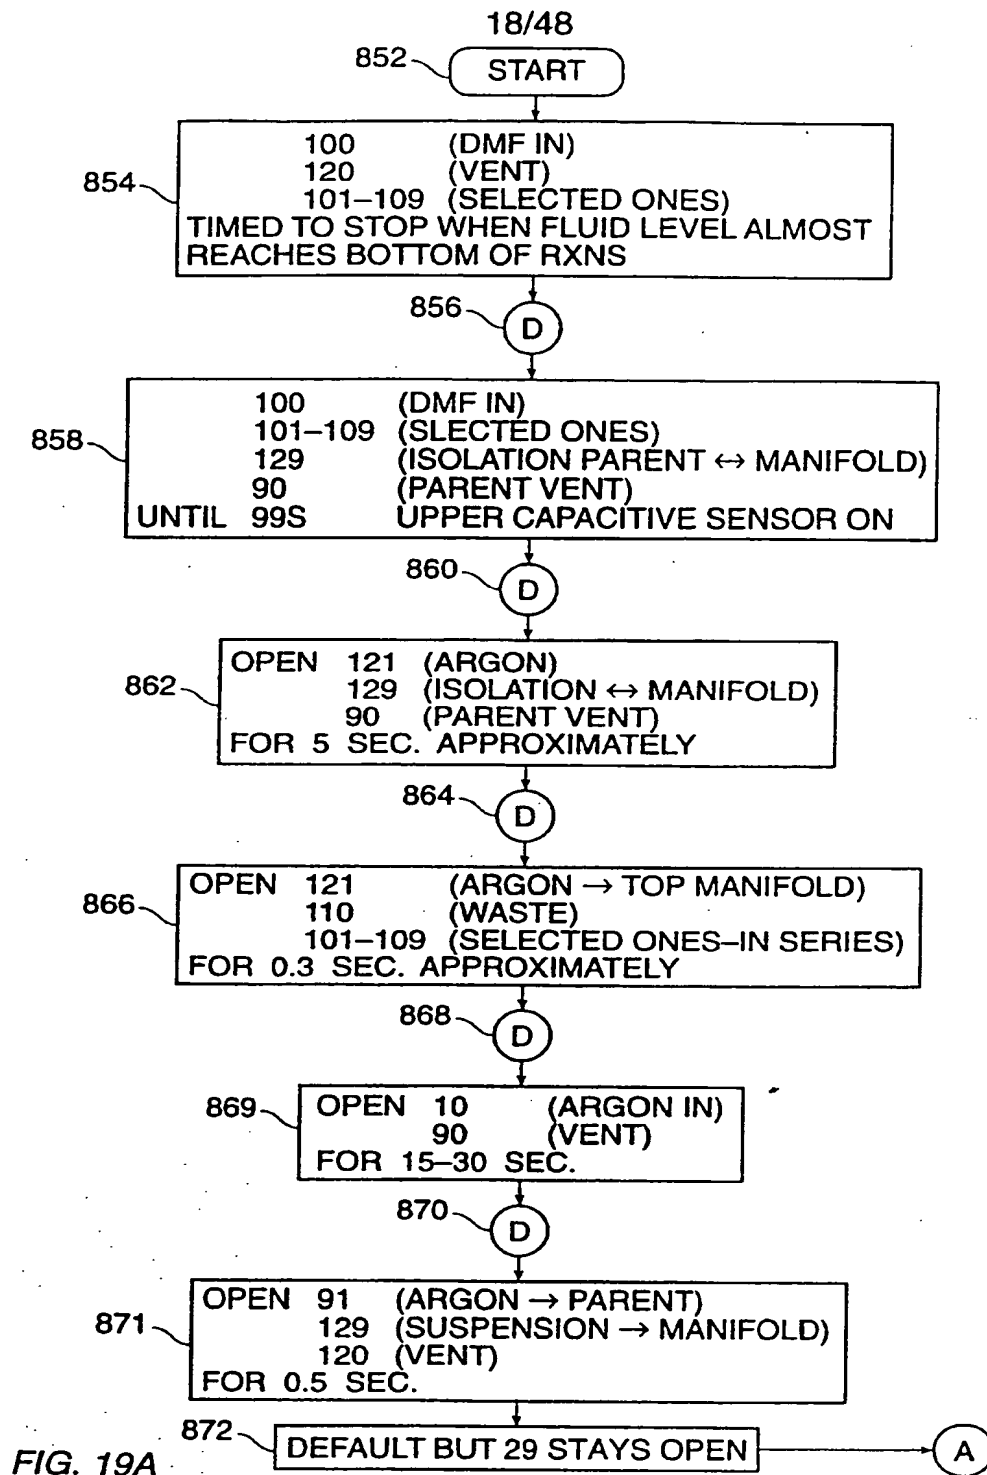 18/48
852
START
854
100 (DMF IN)
120 (VENT)
101–109 (SELECTED ONES)
TIMED TO STOP WHEN FLUID LEVEL ALMOST
REACHES BOTTOM OF RXNS
856
D
858
100 (DMF IN)
101–109 (SLECTED ONES)
129 (ISOLATION PARENT ↔ MANIFOLD)
90 (PARENT VENT)
UNTIL 99S UPPER CAPACITIVE SENSOR ON
860
D
862
OPEN 121 (ARGON)
129 (ISOLATION ↔ MANIFOLD)
90 (PARENT VENT)
FOR 5 SEC. APPROXIMATELY
864
D
866
OPEN 121 (ARGON → TOP MANIFOLD)
110 (WASTE)
101–109 (SELECTED ONES–IN SERIES)
FOR 0.3 SEC. APPROXIMATELY
868
D
869
OPEN 10 (ARGON IN)
90 (VENT)
FOR 15–30 SEC.
870
D
871
OPEN 91 (ARGON → PARENT)
129 (SUSPENSION → MANIFOLD)
120 (VENT)
FOR 0.5 SEC.
872
DEFAULT BUT 29 STAYS OPEN
A
FIG. 19A